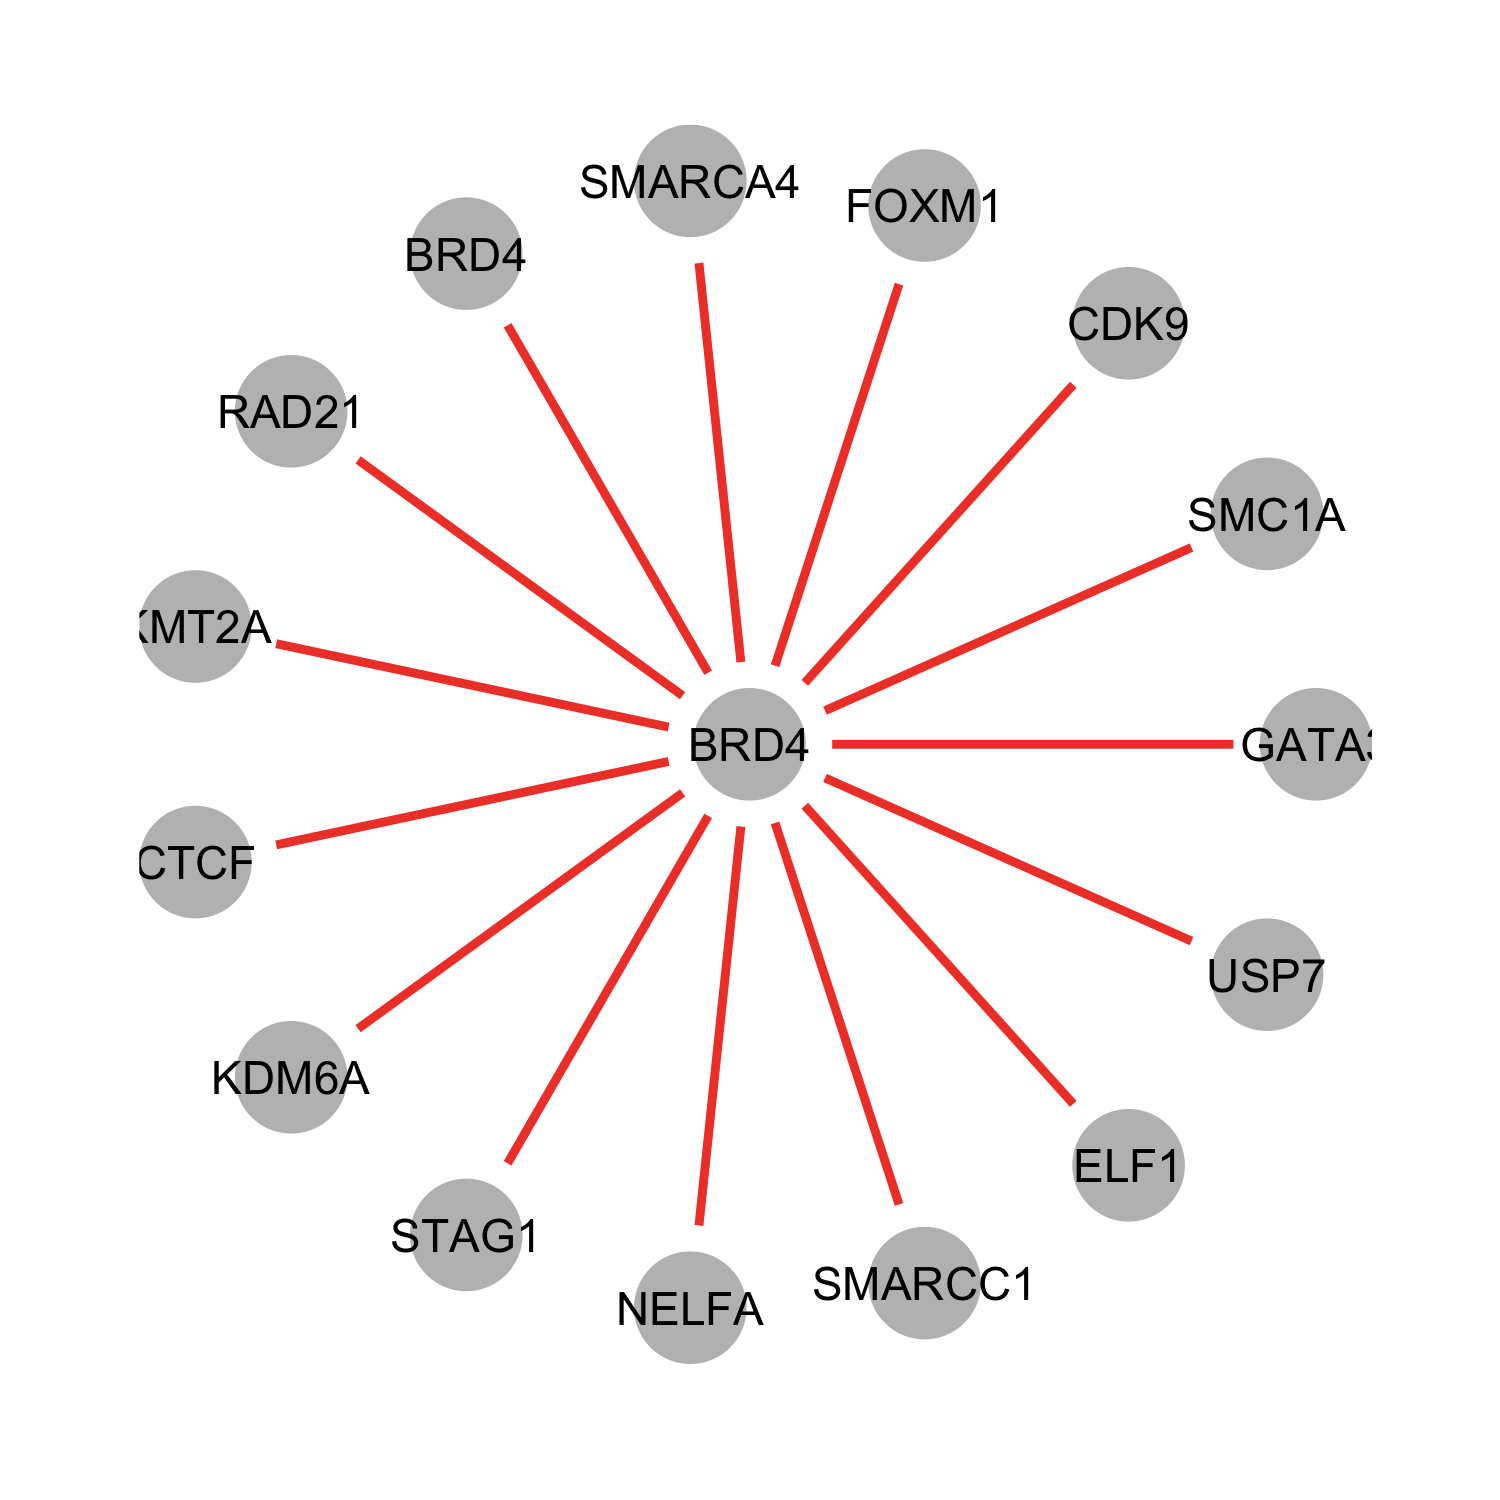 SMARCA4
FOXM1
BRD4
CDK9
RAD21
SMC1A
KMT2A
BRD4
GATA3
CTCF
USP7
KDM6A
ELF1
STAG1
SMARCC1
NELFA